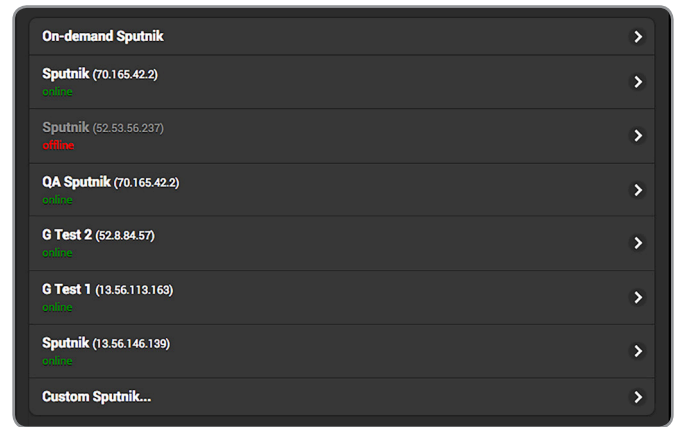 On-demand Sputnik
Sputnik (70.165.42.2)
online
Sputnik (52.53.56.237)
offline
QA Sputnik (70.165.42.2)
online
G Test 2 (52.8.84.57)
online
G Test 1 (13.56.113.163)
online
Sputnik (13.56.146.139)
online
Custom Sputnik...